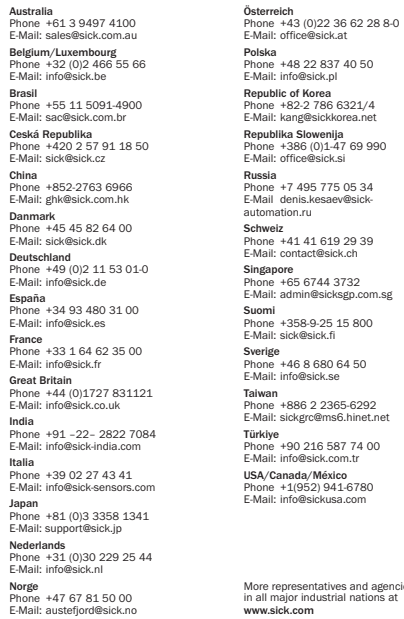 Australia
Phone +61 3 9497 4100
E-Mail: sales@sick.com.au
Belgium/Luxembourg
Phone +32 (0)2 466 55 66
E-Mail: info@sick.be
Brasil
Phone +55 11 5091-4900
E-Mail: sac@sick.com.br
Ceská Republika
Phone +420 2 57 91 18 50
E-Mail: sick@sick.cz
China
Phone +852-2763 6966
E-Mail: ghk@sick.com.hk
Danmark
Phone +45 45 82 64 00
E-Mail: sick@sick.dk
Deutschland
Phone +49 (0)2 11 53 01-0
E-Mail: info@sick.de
España
Phone +34 93 480 31 00
E-Mail: info@sick.es
France
Phone +33 1 64 62 35 00
E-Mail: info@sick.fr
Great Britain
Phone +44 (0)1727 831121
E-Mail: info@sick.co.uk
India
Phone +91 –22– 2822 7084
E-Mail: info@sick-india.com
Italia
Phone +39 02 27 43 41
E-Mail: info@sick-sensors.com
Japan
Phone +81 (0)3 3358 1341
E-Mail: support@sick.jp
Nederlands
Phone +31 (0)30 229 25 44
E-Mail: info@sick.nl
Norge
Phone +47 67 81 50 00
E-Mail: austefjord@sick.no
Österreich
Phone +43 (0)22 36 62 28 8-0
E-Mail: office@sick.at
Polska
Phone +48 22 837 40 50
E-Mail: info@sick.pl
Republic of Korea
Phone +82-2 786 6321/4
E-Mail: kang@sickkorea.net
Republika Slowenija
Phone +386 (0)1-47 69 990
E-Mail: office@sick.si
Russia
Phone +7 495 775 05 34
E-Mail denis.kesaev@sick-
automation.ru
Schweiz
Phone +41 41 619 29 39
E-Mail: contact@sick.ch
Singapore
Phone +65 6744 3732
E-Mail: admin@sicksgp.com.sg
Suomi
Phone +358-9-25 15 800
E-Mail: sick@sick.fi
Sverige
Phone +46 8 680 64 50
E-Mail: info@sick.se
Taiwan
Phone +886 2 2365-6292
E-Mail: sickgrc@ms6.hinet.net
Türkiye
Phone +90 216 587 74 00
E-Mail: info@sick.com.tr
USA/Canada/México
Phone +1(952) 941-6780
E-Mail: info@sickusa.com
More representatives and agencie
in all major industrial nations at
www.sick.com